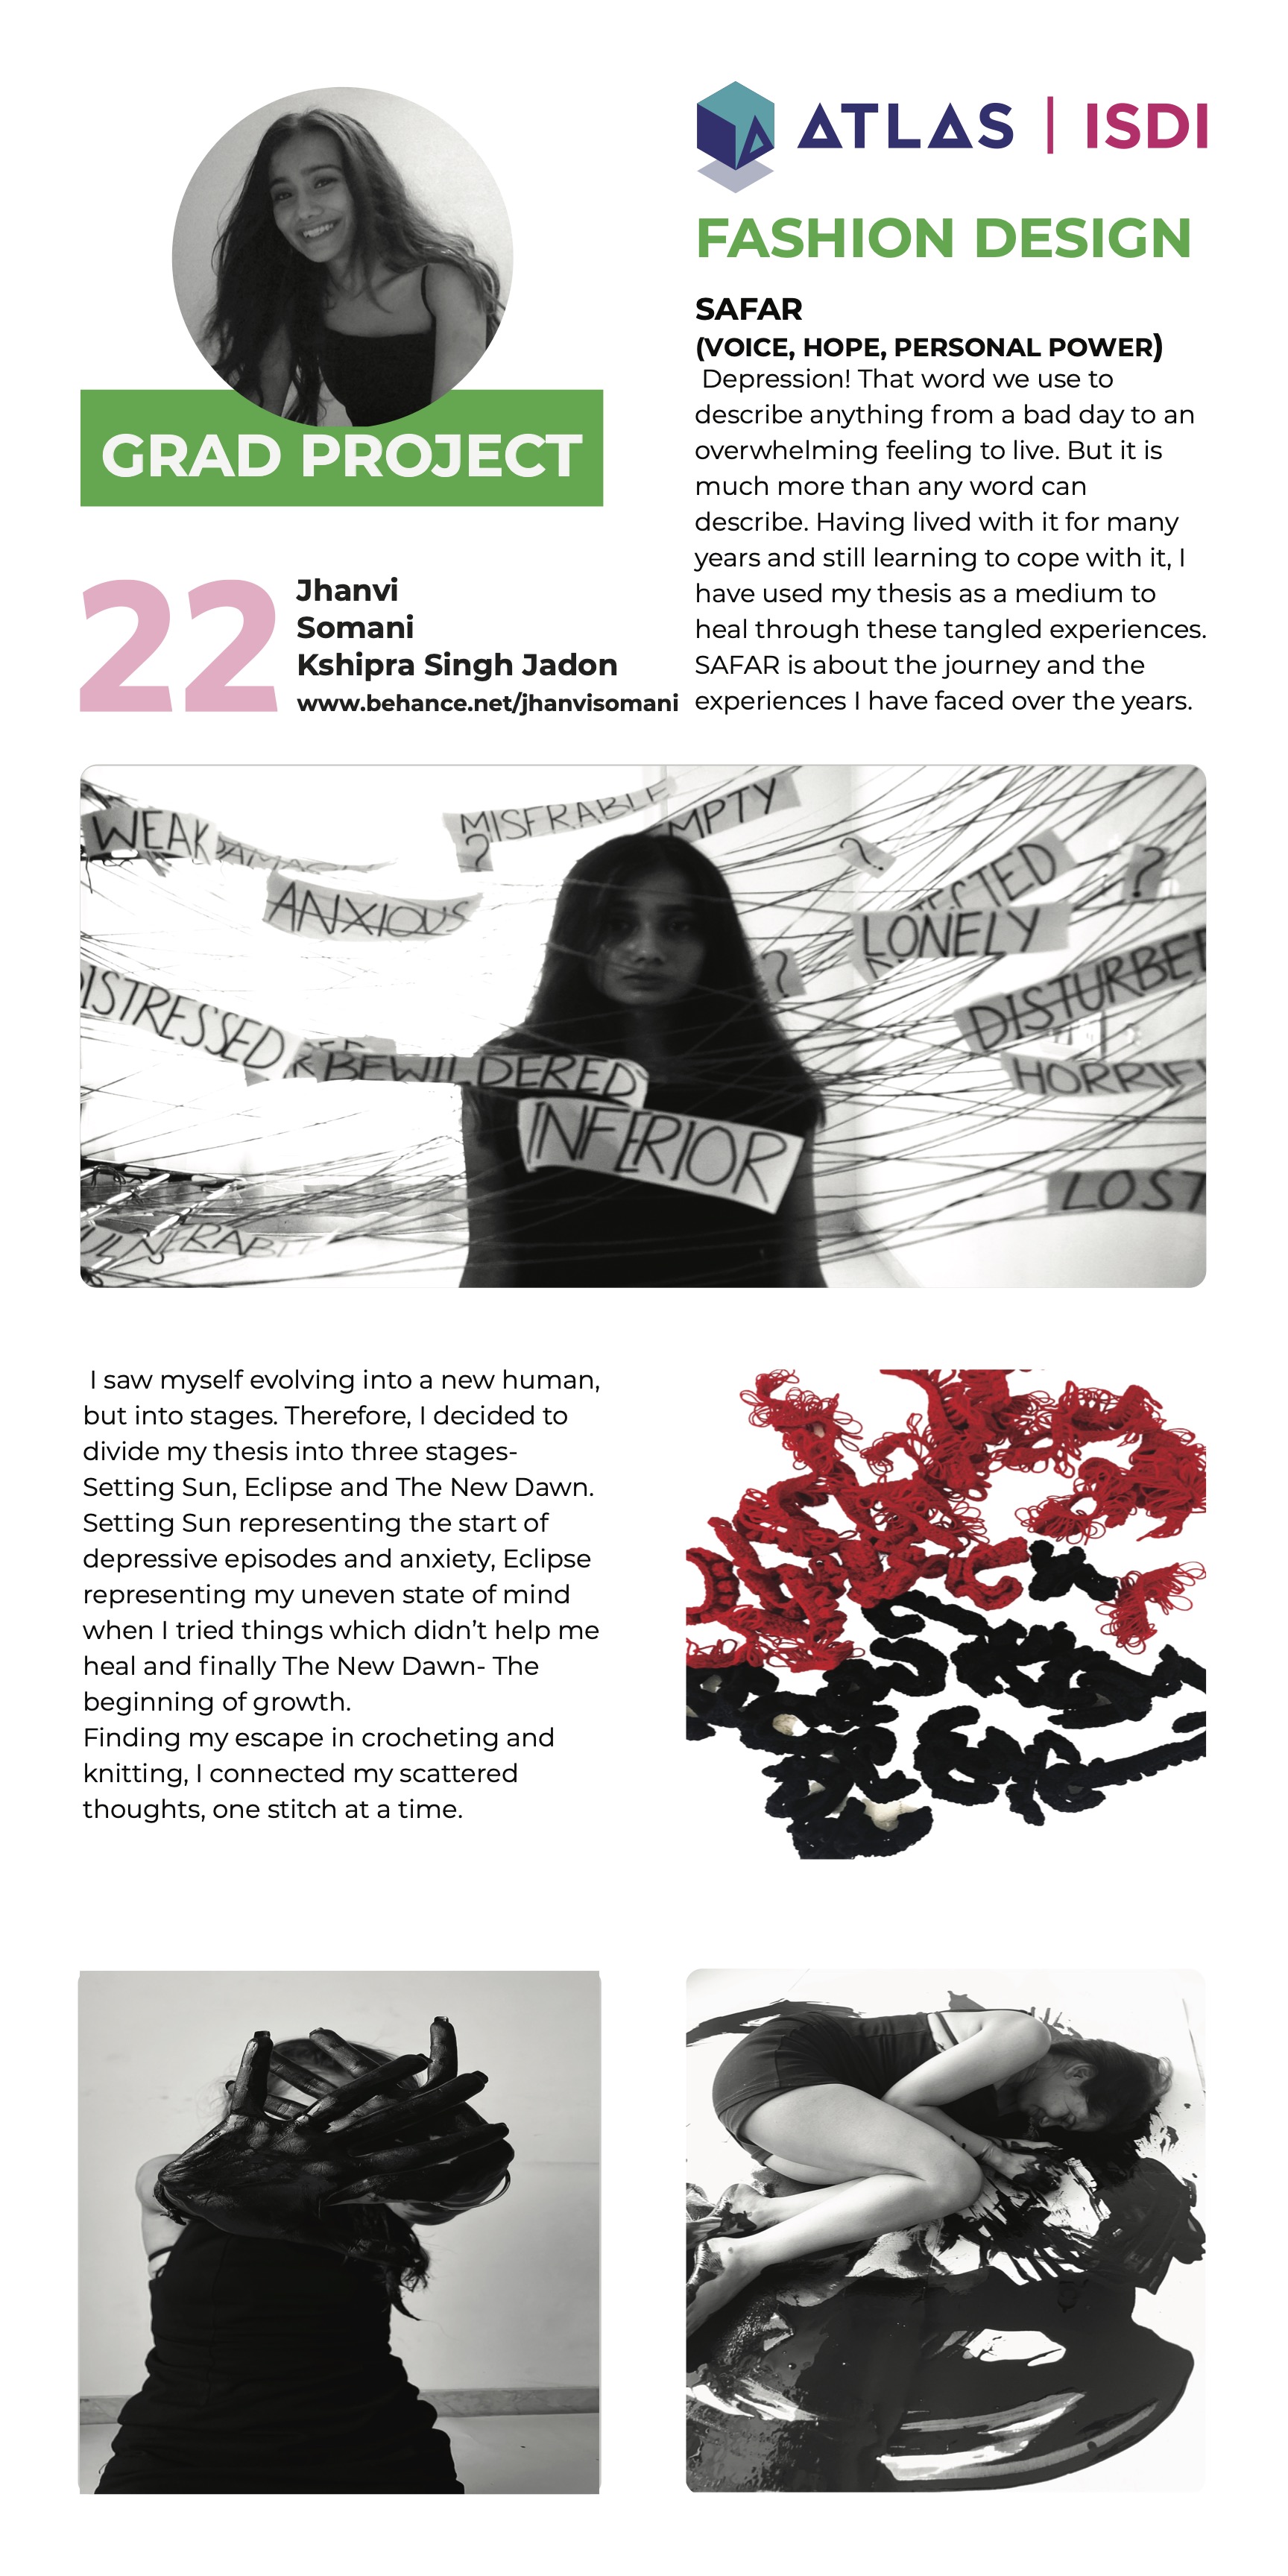 ATLAS | ISDI
FASHION DESIGN
GRAD PROJECT
22
Jhanvi
Somani
Kshipra Singh Jadon
www.behance.net/jhanvisomani
SAFAR
(VOICE, HOPE, PERSONAL POWER)
Depression! That word we use to
describe anything from a bad day to an
overwhelming feeling to live. But it is
much more than any word can
describe. Having lived with it for many
years and still learning to cope with it, I
have used my thesis as a medium to
heal through these tangled experiences.
SAFAR is about the journey and the
experiences I have faced over the years.
WEAK
MISERABLE
?
MPTY
?
?
ANXIOUS
CTED
LONELY
?
DISTURBE
ISTRESSED
BEWILDERED
HORRIF
INFERIOR
LOST
ULNERAB
I saw myself evolving into a new human,
but into stages. Therefore, I decided to
divide my thesis into three stages-
Setting Sun, Eclipse and The New Dawn.
Setting Sun representing the start of
depressive episodes and anxiety, Eclipse
representing my uneven state of mind
when I tried things which didn’t help me
heal and finally The New Dawn- The
beginning of growth.
Finding my escape in crocheting and
knitting, I connected my scattered
thoughts, one stitch at a time.